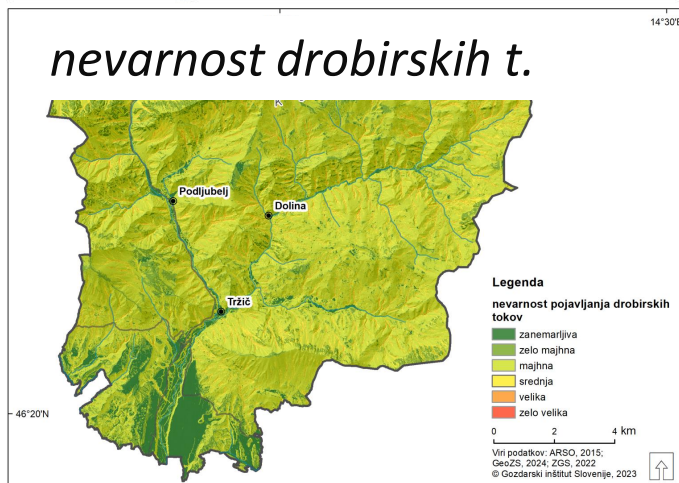 14°30'E
nevarnost drobirskih t.
Podljubelj
Dolina
Tržič
46°20'N
Legenda
nevarnost pojavljanja drobirskih
tokov
zanemarljiva
zelo majhna
majhna
srednja
velika
zelo velika
0 2 4 km
Viri podatkov: ARSO, 2015;
GeoZS, 2024; ZGS, 2022
© Gozdarski inštitut Slovenije, 2023